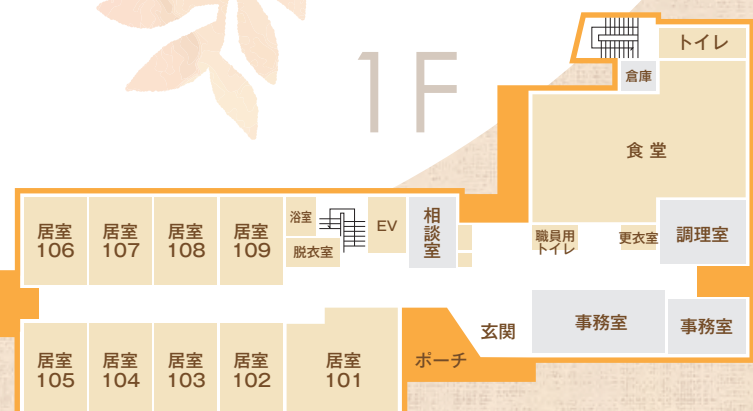 1F
トイレ
倉庫
食堂
居室
106
居室
107
居室
108
居室
109
浴室
脱衣室
EV
相談室
職員用
トイレ
更衣室
調理室
居室
105
居室
104
居室
103
居室
102
居室
101
ポーチ
玄関
事務室
事務室